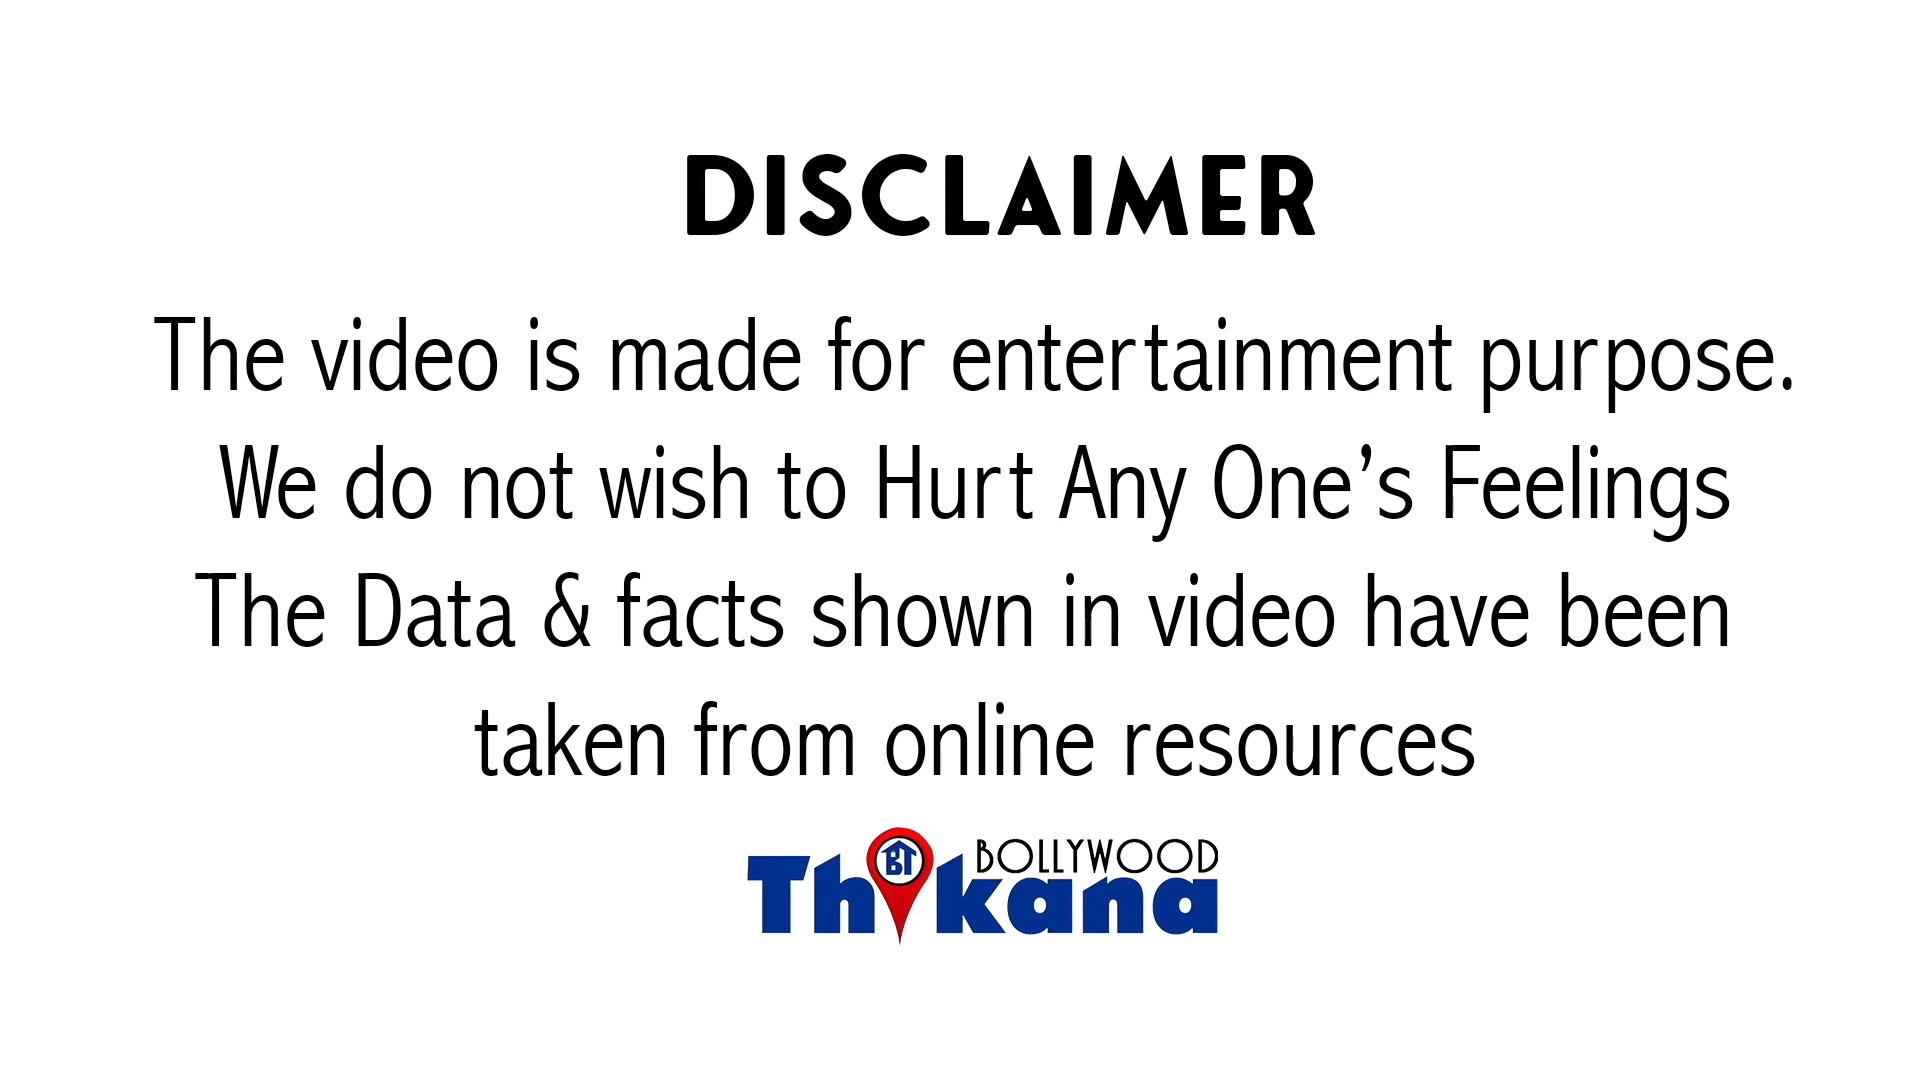 DISCLAIMER
The video is made for entertainment purpose.
We do not wish to Hurt Any One’s Feelings
The Data & facts shown in video have been
taken from online resources
BT
BOLLYWOOD
Thikana